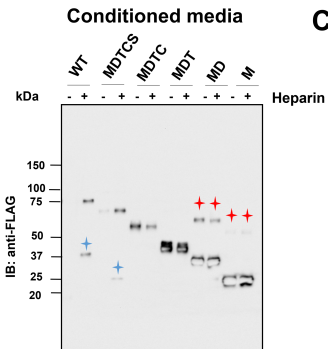 Conditioned media
C
WT MDTCS MDTC MDT MD M
kDa - + - + - + - + - + - + Heparin
150
100
75
50
37
25
20
IB: anti-FLAG